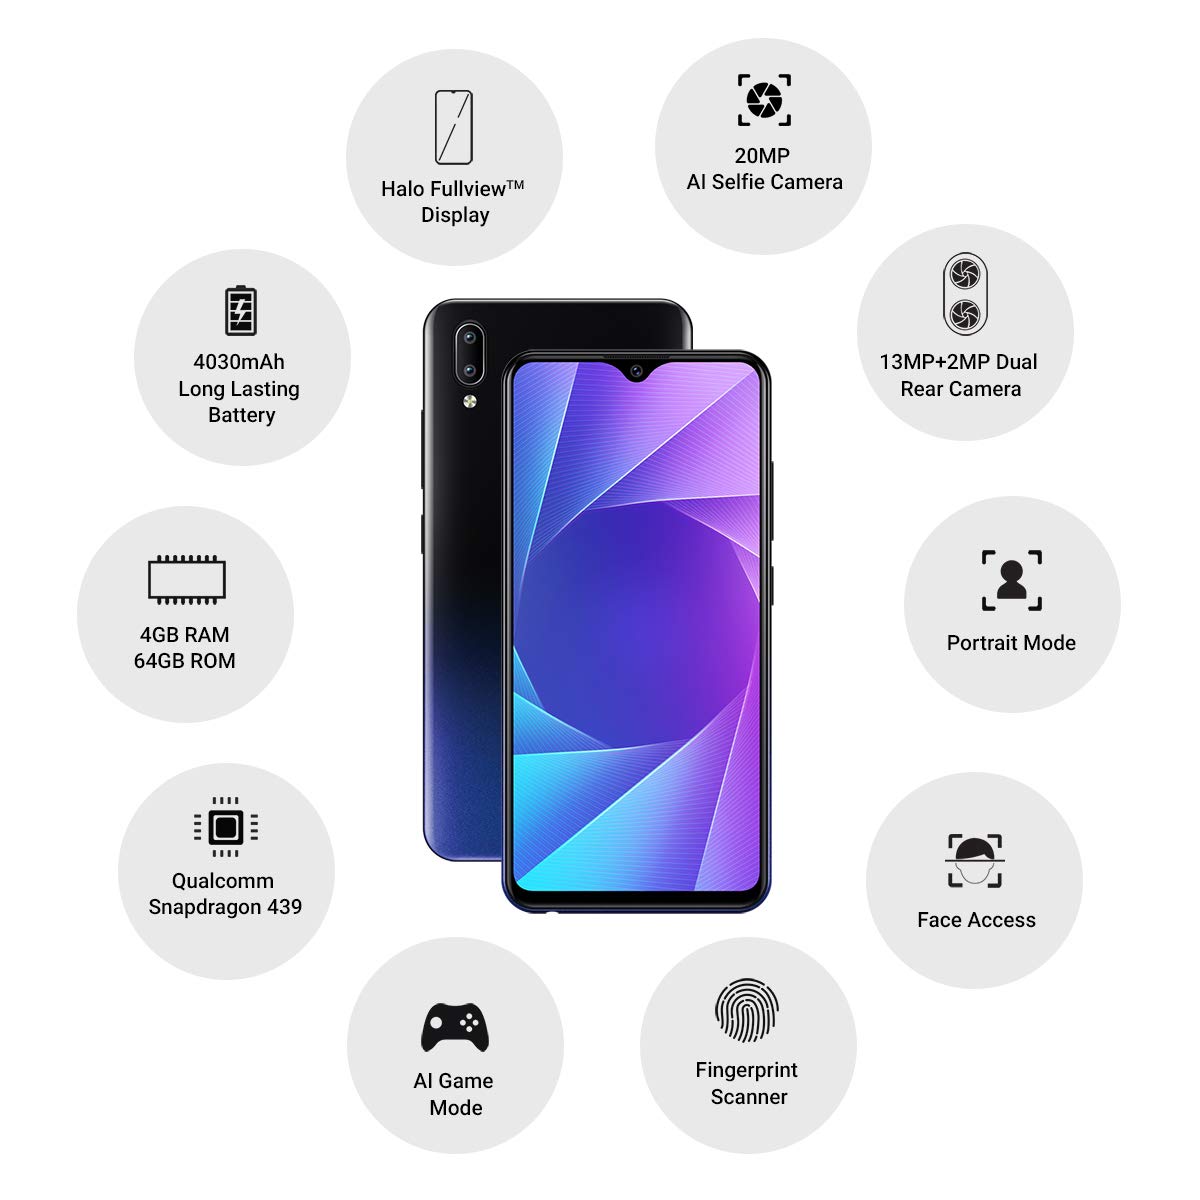 Halo Fullview™
Display
20MP
AI Selfie Camera
13MP+2MP Dual
Rear Camera
4030mAh
Long Lasting
Battery
4GB RAM
64GB ROM
Portrait Mode
Qualcomm
Snapdragon 439
Face Access
AI Game
Mode
Fingerprint
Scanner